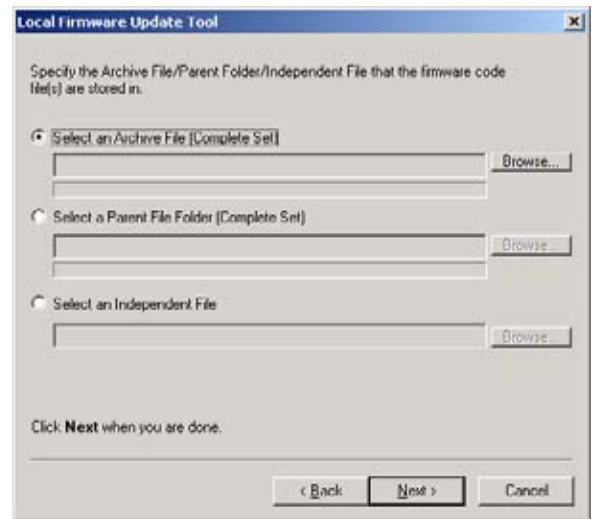 Local Firmware Update Tool
Specify the Archive File/Parent Folder/Independent File that the firmware code
file(s) are stored in.
Select an Archive File (Complete Set)
Browse...
Select a Parent File Folder (Complete Set)
Browse...
Select an Independent File
Browse...
Click Next when you are done.
< Back Next > Cancel